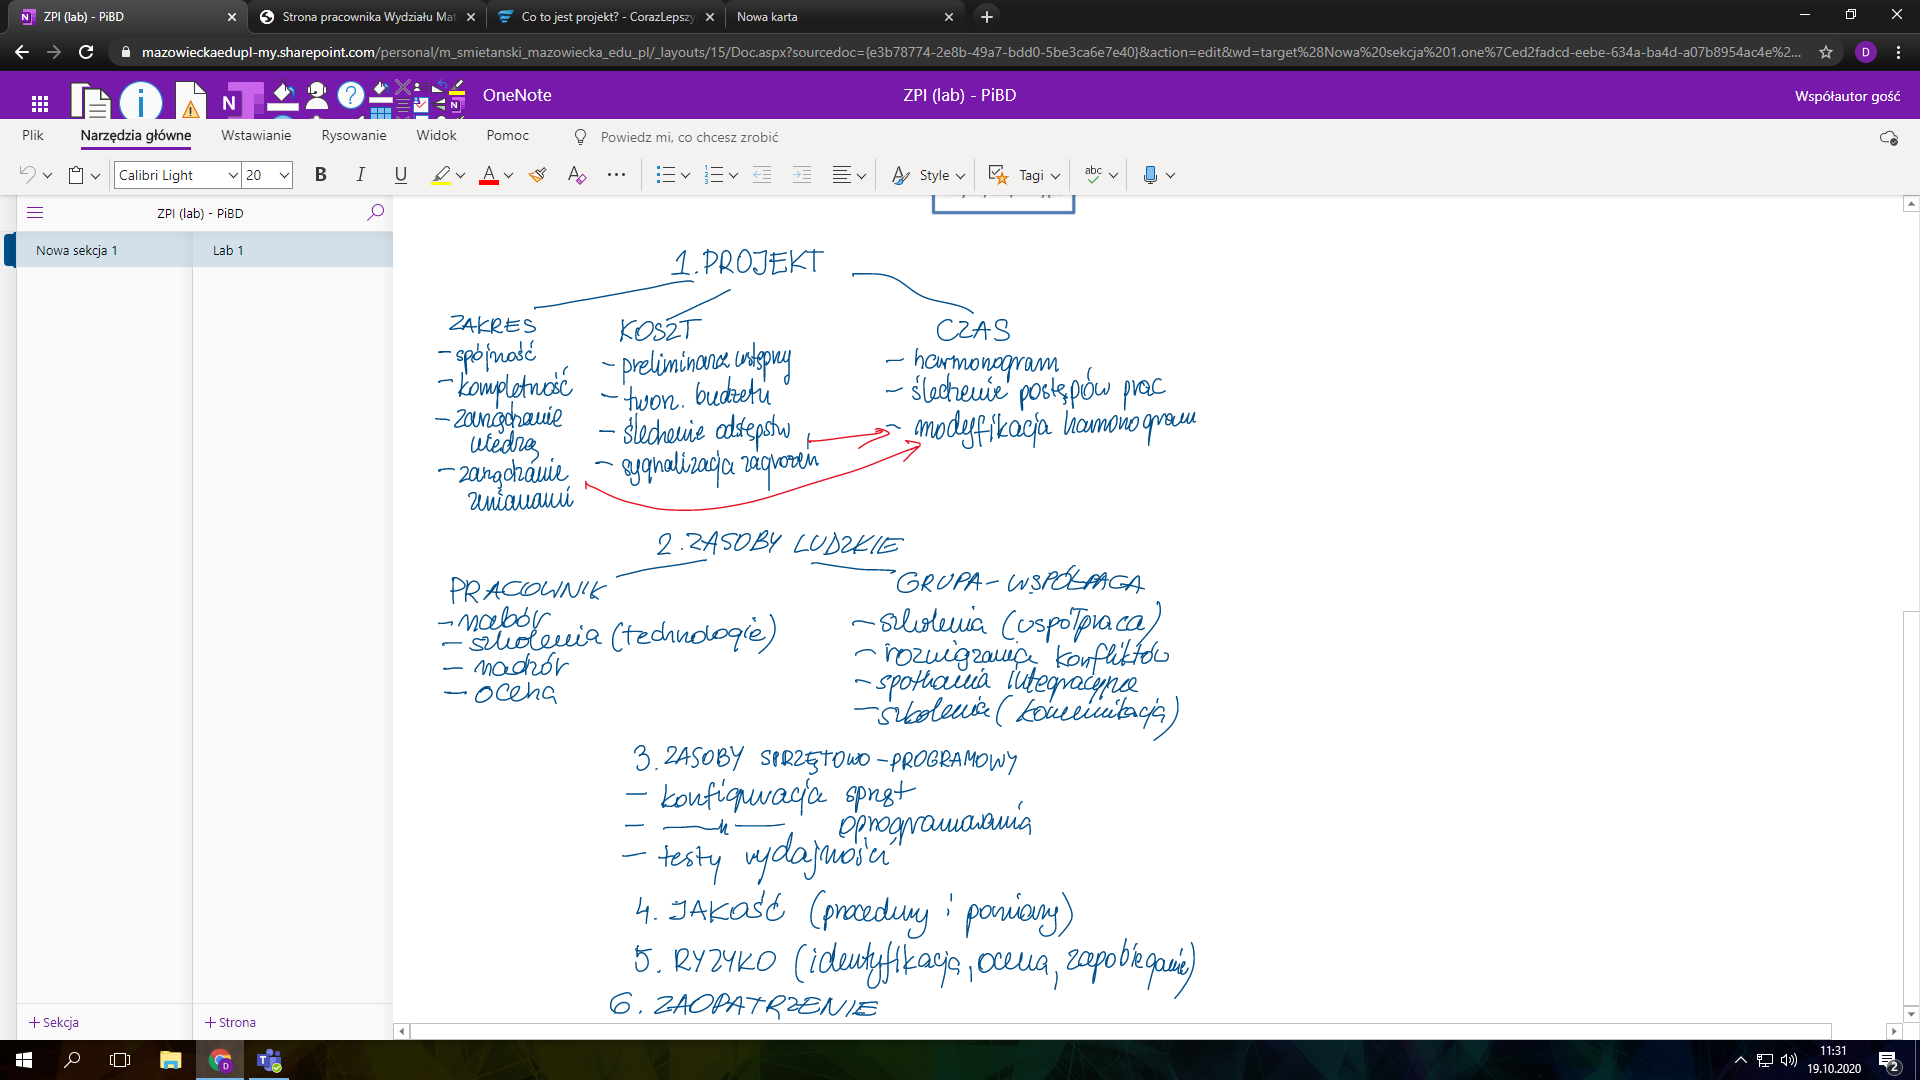 ZPI (lab) - PiBD
Strona pracownika Wydziału Mat
Co to jest projekt? - CorazLepszy
Nowa karta
mazowieckaedupl-my.sharepoint.com/personal/m_smietanski_mazowiecka_edu_pl/_layouts/15/Doc.aspx?sourcedoc={e3b78774-2e8b-49a7-bdd0-5be3ca6e7e40}&action=edit&wd=target%28Nowa%20sekcja%201.one%7Ced2fadcd-eebe-634a-ba4d-a07b8954ac4e%2...
D
OneNote
ZPI (lab) - PiBD
Współautor gość
Plik Narzędzia główne Wstawianie Rysowanie Widok Pomoc Powiedz mi, co chcesz zrobić
Calibri Light 20 B I U A Style Tagi abc
ZPI (lab) - PiBD
Nowa sekcja 1
Lab 1
1. PROJEKT
ZAKRES
- spójność
- kompletność
- zarządzanie
wiedzą
- zarządzanie
zmianami
KOSZT
- preliminarz wstępny
- tworz. budżetu
- śledzenie odstępstw
- sygnalizacja zagrożeń
CZAS
- harmonogram
- śledzenie postępów prac
- modyfikacja hamonogram
2. ZASOBY LUDZKIE
PRACOWNIK
- nabór
- szkolenia (technologie)
- nadzór
- ocena
GRUPA - WSPÓŁPACA
- szkolenia (współpraca)
- rozwiązania konfliktów
- spotkania integracyjne
- szkolenia (komunikacja)
3. ZASOBY SPRZĘTOWO - PROGRAMOWY
- konfiguracja sprzęt
- —"— oprogramowania
- testy wydajności
4. JAKOŚĆ (procedury i pomiary)
5. RYZYKO (identyfikacja, ocena, zapobieganie)
6. ZAOPATRZENIE
+ Sekcja
+ Strona
11:31
19.10.2020
2